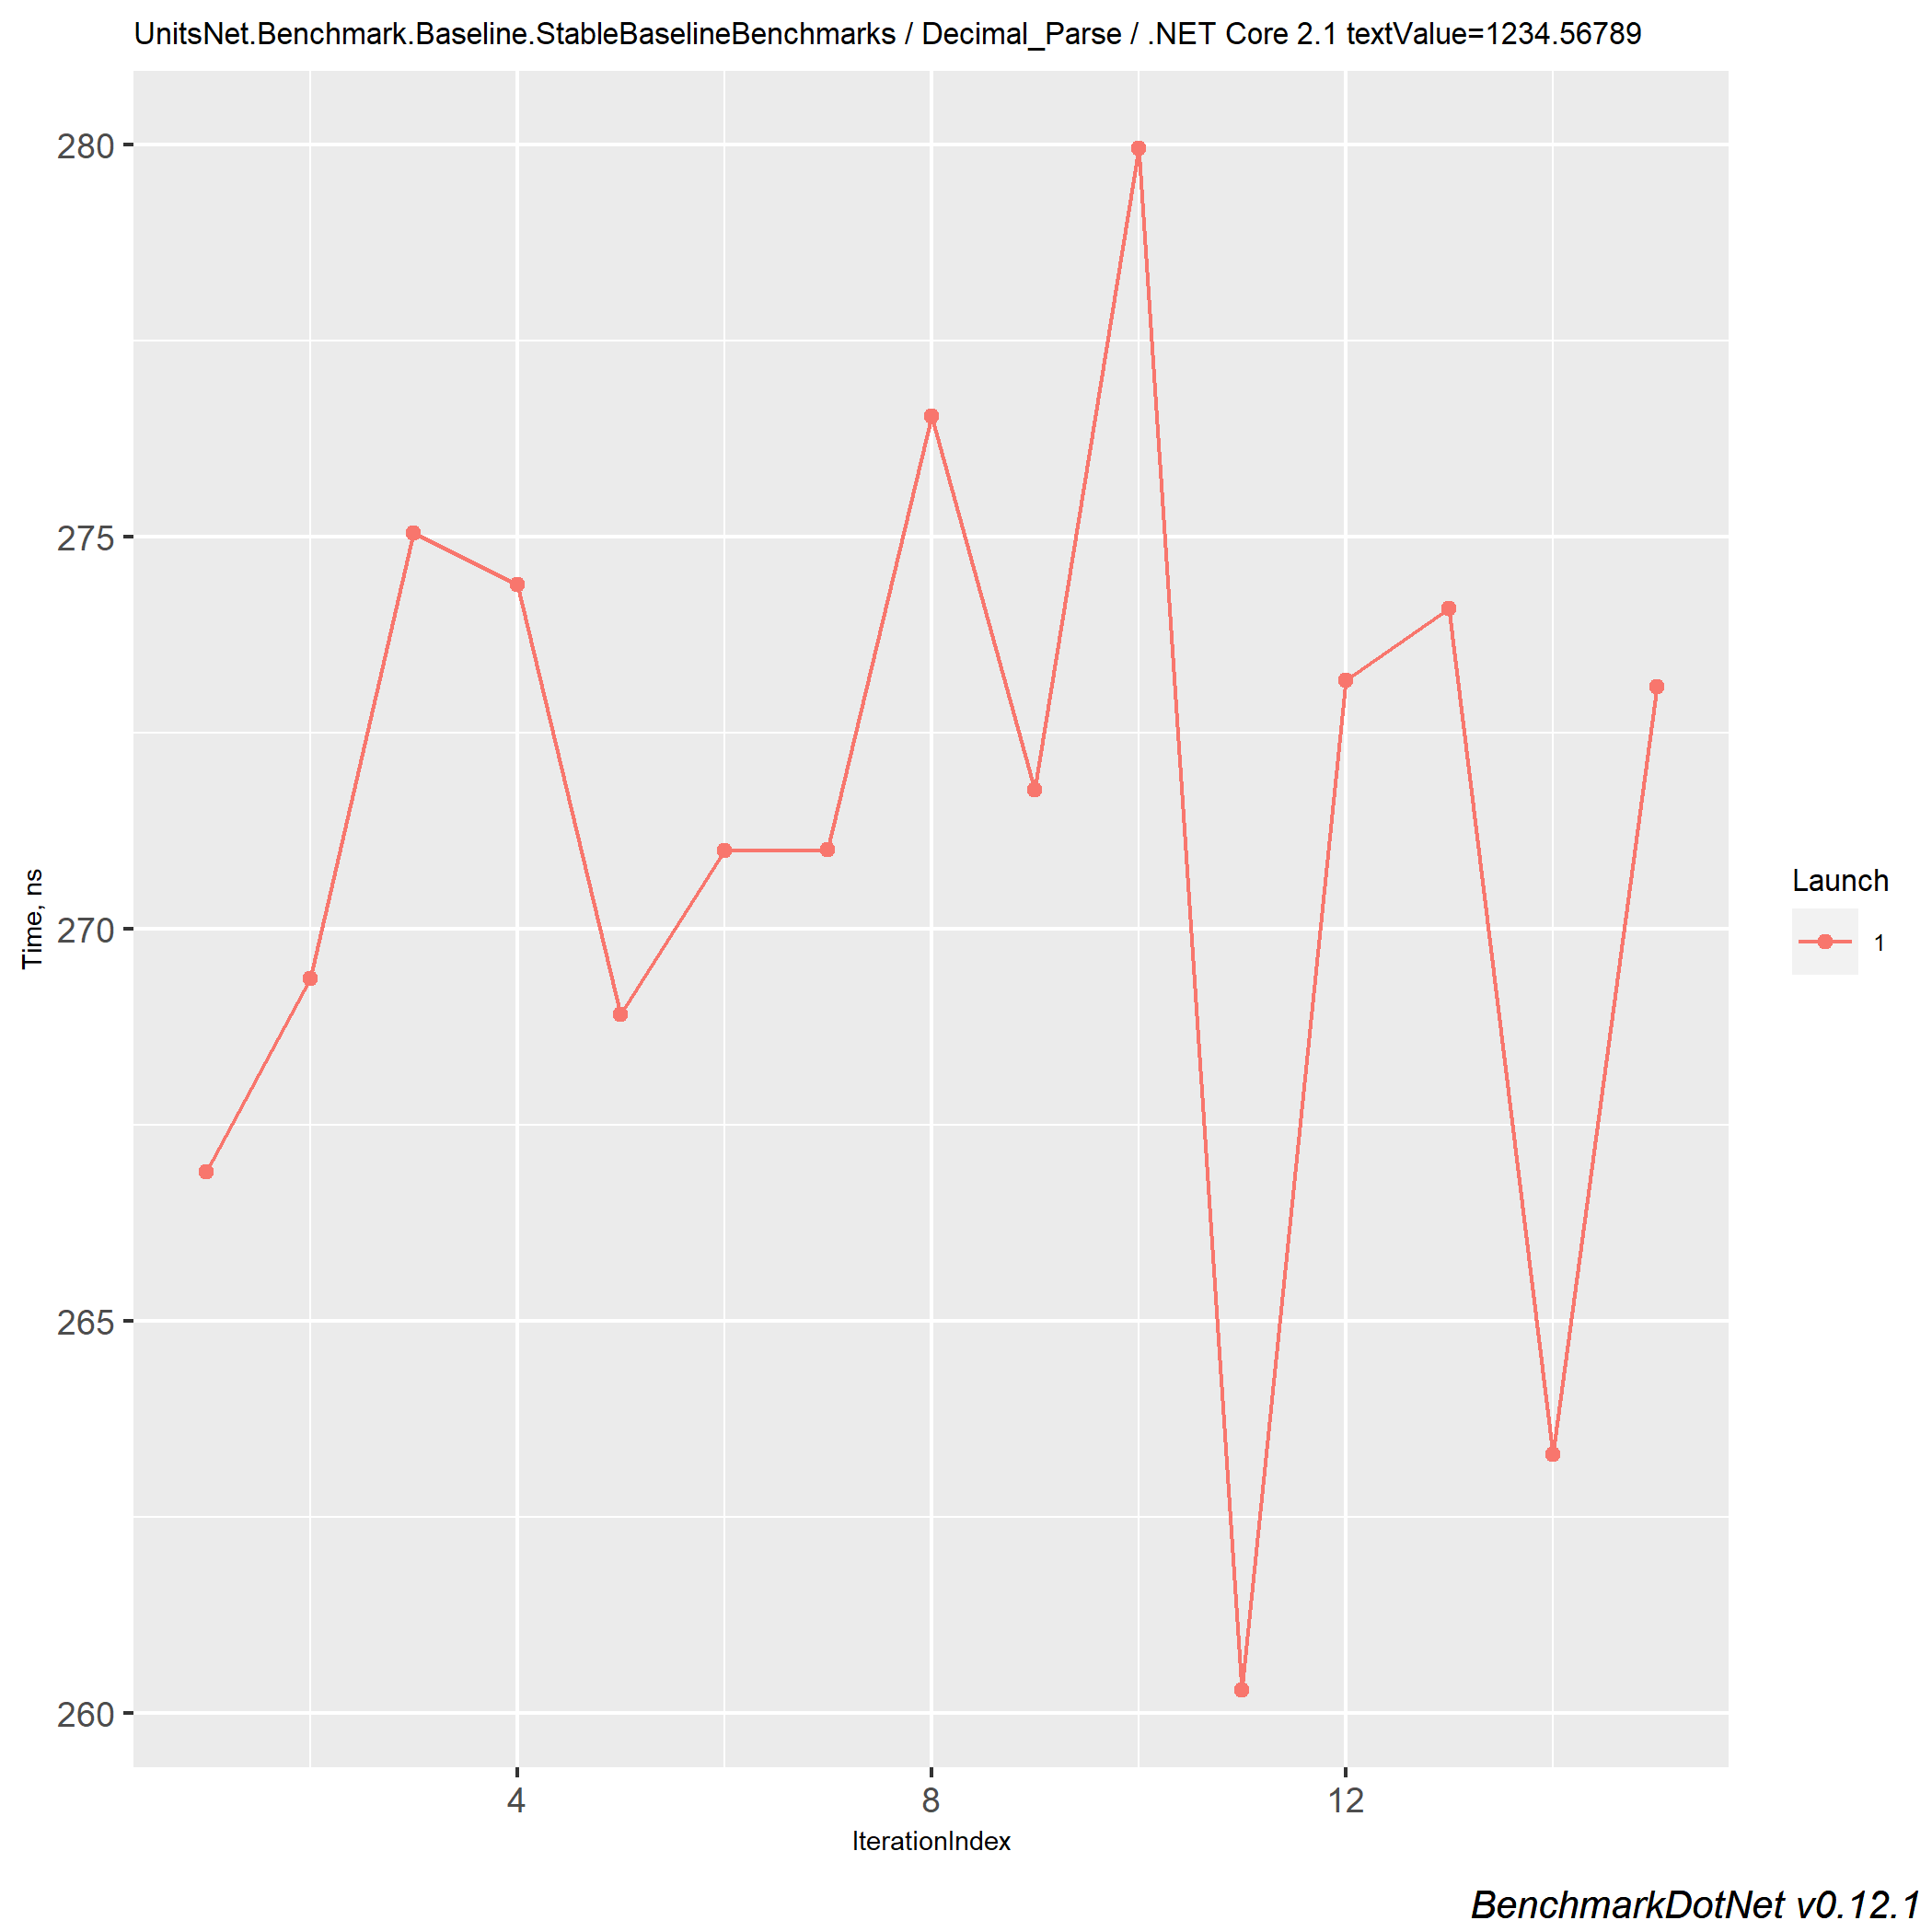 UnitsNet.Benchmark.Baseline.StableBaselineBenchmarks / Decimal_Parse / .NET Core 2.1 textValue=1234.56789
280
275
270
265
260
Time, ns
4 8 12
IterationIndex
Launch
1
BenchmarkDotNet v0.12.1